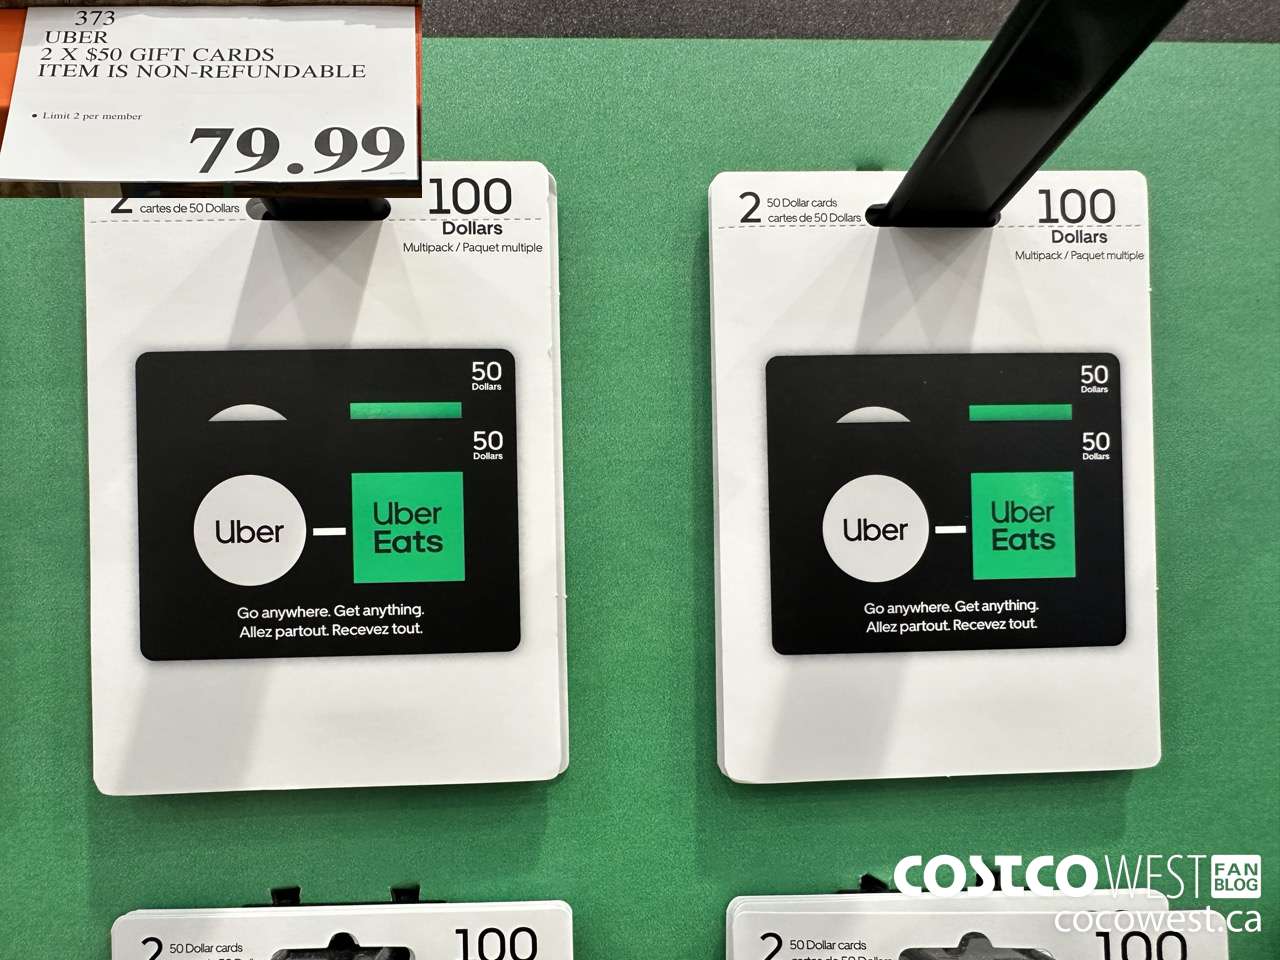 373
UBER
2 X $50 GIFT CARDS
ITEM IS NON-REFUNDABLE
• Limit 2 per member
79.99
2
cartes de 50 Dollars
100
Dollars
Multipack / Paquet multiple
50
Dollars
50
Dollars
Uber
Uber
Eats
Go anywhere. Get anything.
Allez partout. Recevez tout.
2 50 Dollar cards
cartes de 50 Dollars
100
Dollars
Multipack / Paquet multiple
50
Dollars
50
Dollars
Uber
Uber
Eats
Go anywhere. Get anything.
Allez partout. Recevez tout.
2 50 Dollar cards
100
2 50 Dollar cards
100
COSTCO WEST FAN BLOG
cocowest.ca